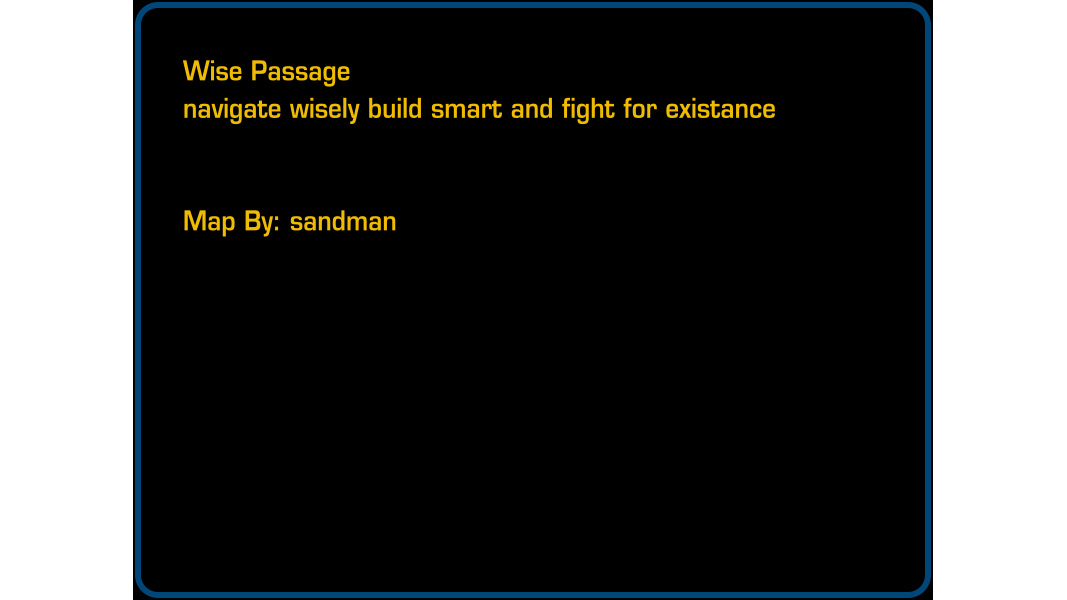 Wise Passage
navigate wisely build smart and fight for existance
Map By: sandman